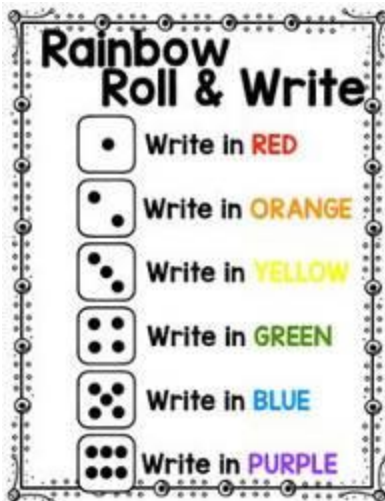 Rainbow
Roll & Write
Write in RED
Write in ORANGE
Write in YELLOW
Write in GREEN
Write in BLUE
Write in PURPLE